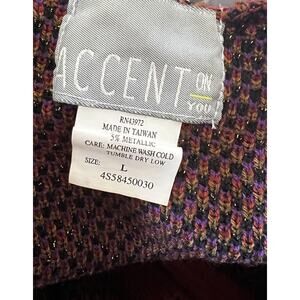 ACCENT ON
YOU
RN43972
MADE IN TAIWAN
5% METALLIC
CARE: MACHINE WASH COLD
TUMBLE DRY LOW
SIZE: L
4S58450030